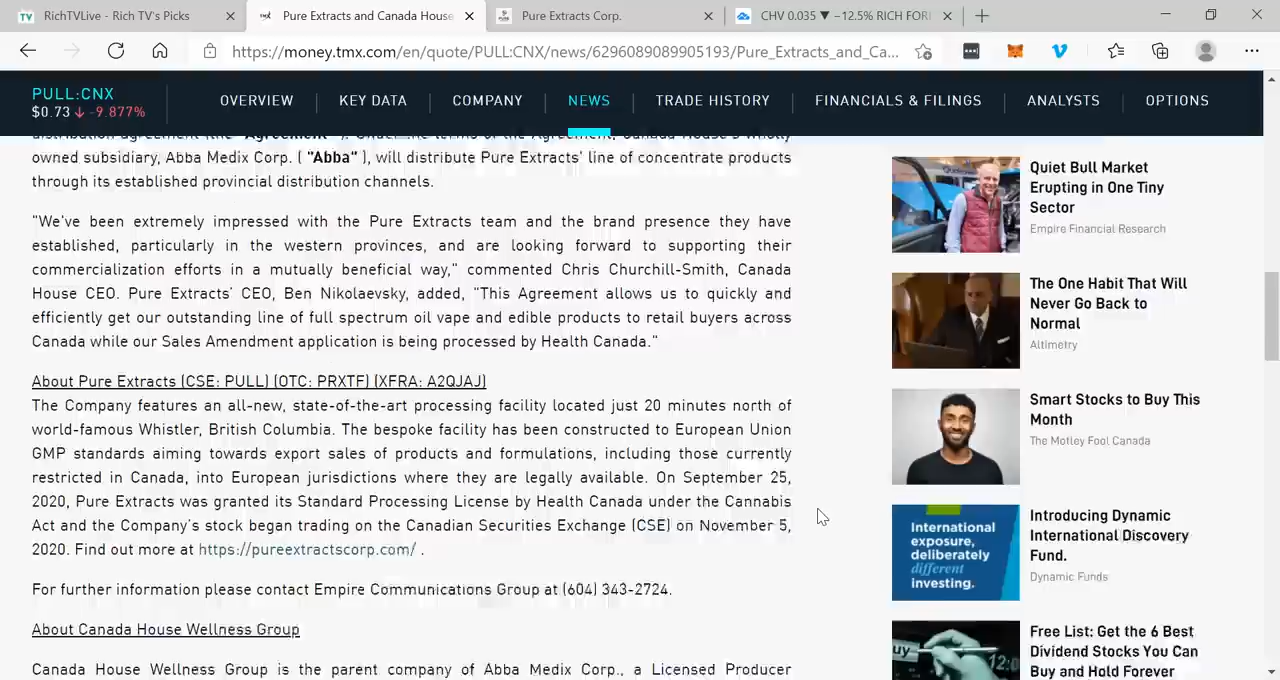 RichTVLive - Rich TV's Picks
Pure Extracts and Canada House
Pure Extracts Corp.
CHV 0.035 ▼ −12.5% RICH FOR
https://money.tmx.com/en/quote/PULL:CNX/news/6296089089905193/Pure_Extracts_and_Ca...
PULL:CNX
$0.73 ↓ -9.877%
OVERVIEW
KEY DATA
COMPANY
NEWS
TRADE HISTORY
FINANCIALS & FILINGS
ANALYSTS
OPTIONS
distribution agreement (the "Agreement" ). Under the terms of the Agreement, Canada House's wholly
owned subsidiary, Abba Medix Corp. ( "Abba" ), will distribute Pure Extracts' line of concentrate products
through its established provincial distribution channels.
"We've been extremely impressed with the Pure Extracts team and the brand presence they have
established, particularly in the western provinces, and are looking forward to supporting their
commercialization efforts in a mutually beneficial way," commented Chris Churchill-Smith, Canada
House CEO. Pure Extracts' CEO, Ben Nikolaevsky, added, "This Agreement allows us to quickly and
efficiently get our outstanding line of full spectrum oil vape and edible products to retail buyers across
Canada while our Sales Amendment application is being processed by Health Canada."
About Pure Extracts (CSE: PULL) (OTC: PRXTF) (XFRA: A2QJAJ)
The Company features an all-new, state-of-the-art processing facility located just 20 minutes north of
world-famous Whistler, British Columbia. The bespoke facility has been constructed to European Union
GMP standards aiming towards export sales of products and formulations, including those currently
restricted in Canada, into European jurisdictions where they are legally available. On September 25,
2020, Pure Extracts was granted its Standard Processing License by Health Canada under the Cannabis
Act and the Company's stock began trading on the Canadian Securities Exchange (CSE) on November 5,
2020. Find out more at https://pureextractscorp.com/ .
For further information please contact Empire Communications Group at (604) 343-2724.
About Canada House Wellness Group
Canada House Wellness Group is the parent company of Abba Medix Corp., a Licensed Producer
Quiet Bull Market
Erupting in One Tiny
Sector
Empire Financial Research
The One Habit That Will
Never Go Back to
Normal
Altimetry
Smart Stocks to Buy This
Month
The Motley Fool Canada
International
exposure,
deliberately
different
investing.
Introducing Dynamic
International Discovery
Fund.
Dynamic Funds
Free List: Get the 6 Best
Dividend Stocks You Can
Buy and Hold Forever